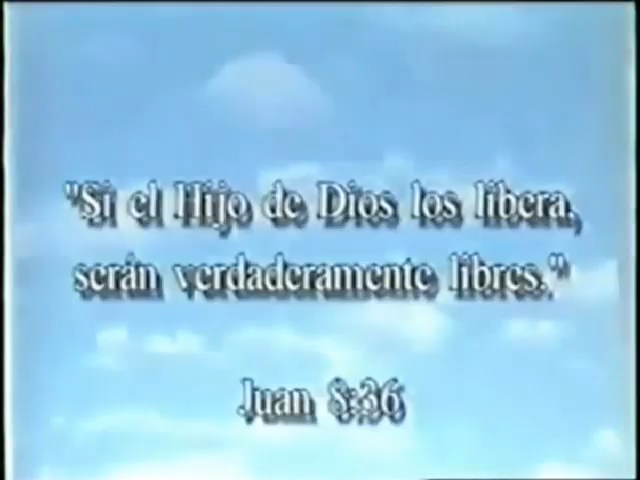 "Si el Hijo de Dios los libera,
serán verdaderamente libres."
Juan 8:36